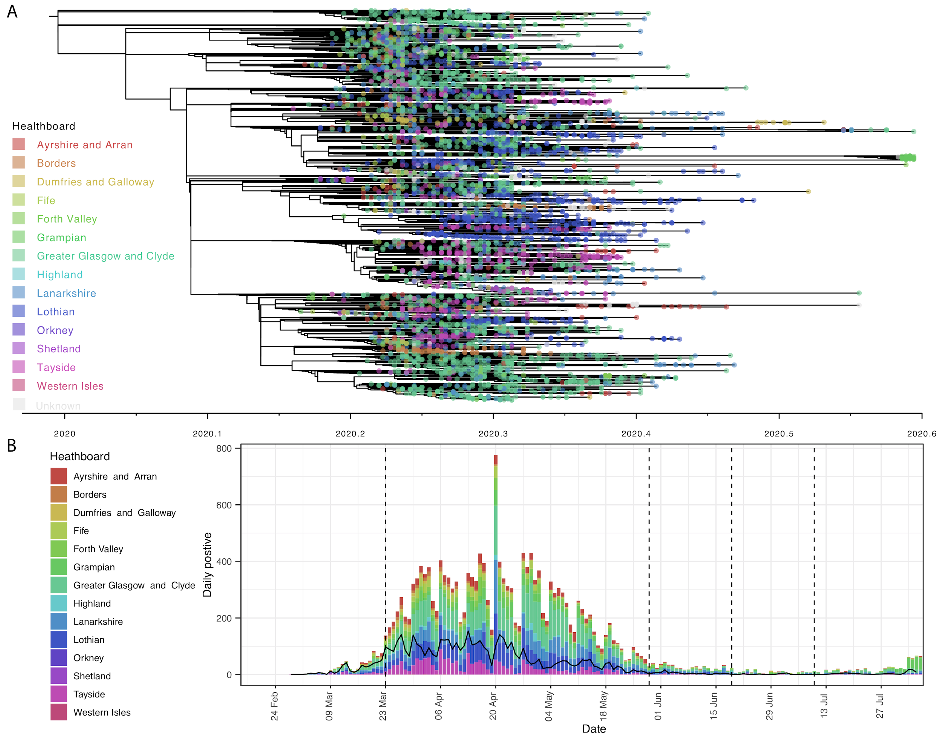 A
Healthboard
Ayrshire and Arran
Borders
Dumfries and Galloway
Fife
Forth Valley
Grampian
Greater Glasgow and Clyde
Highland
Lanarkshire
Lothian
Orkney
Shetland
Tayside
Western Isles
Unknown
2020 2020.1 2020.2 2020.3 2020.4 2020.5 2020.6
B
Heathboard
Ayrshire and Arran
Borders
Dumfries and Galloway
Fife
Forth Valley
Grampian
Greater Glasgow and Clyde
Highland
Lanarkshire
Lothian
Orkney
Shetland
Tayside
Western Isles
Daily postive
800
600
400
200
0
24 Feb 09 Mar 23 Mar 06 Apr 20 Apr 04 May 18 May 01 Jun 15 Jun 29 Jun 13 Jul 27 Jul
Date